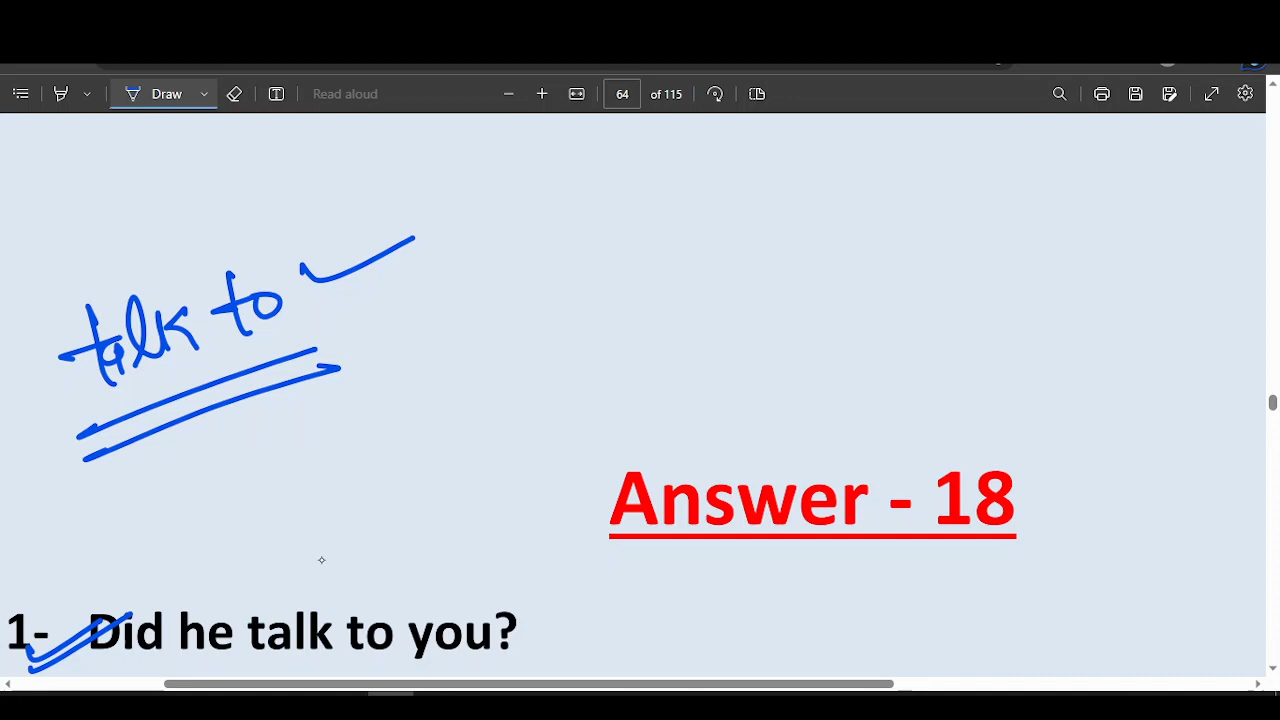 Draw
Read aloud
64 of 115
talk to
Answer - 18
1- Did he talk to you?